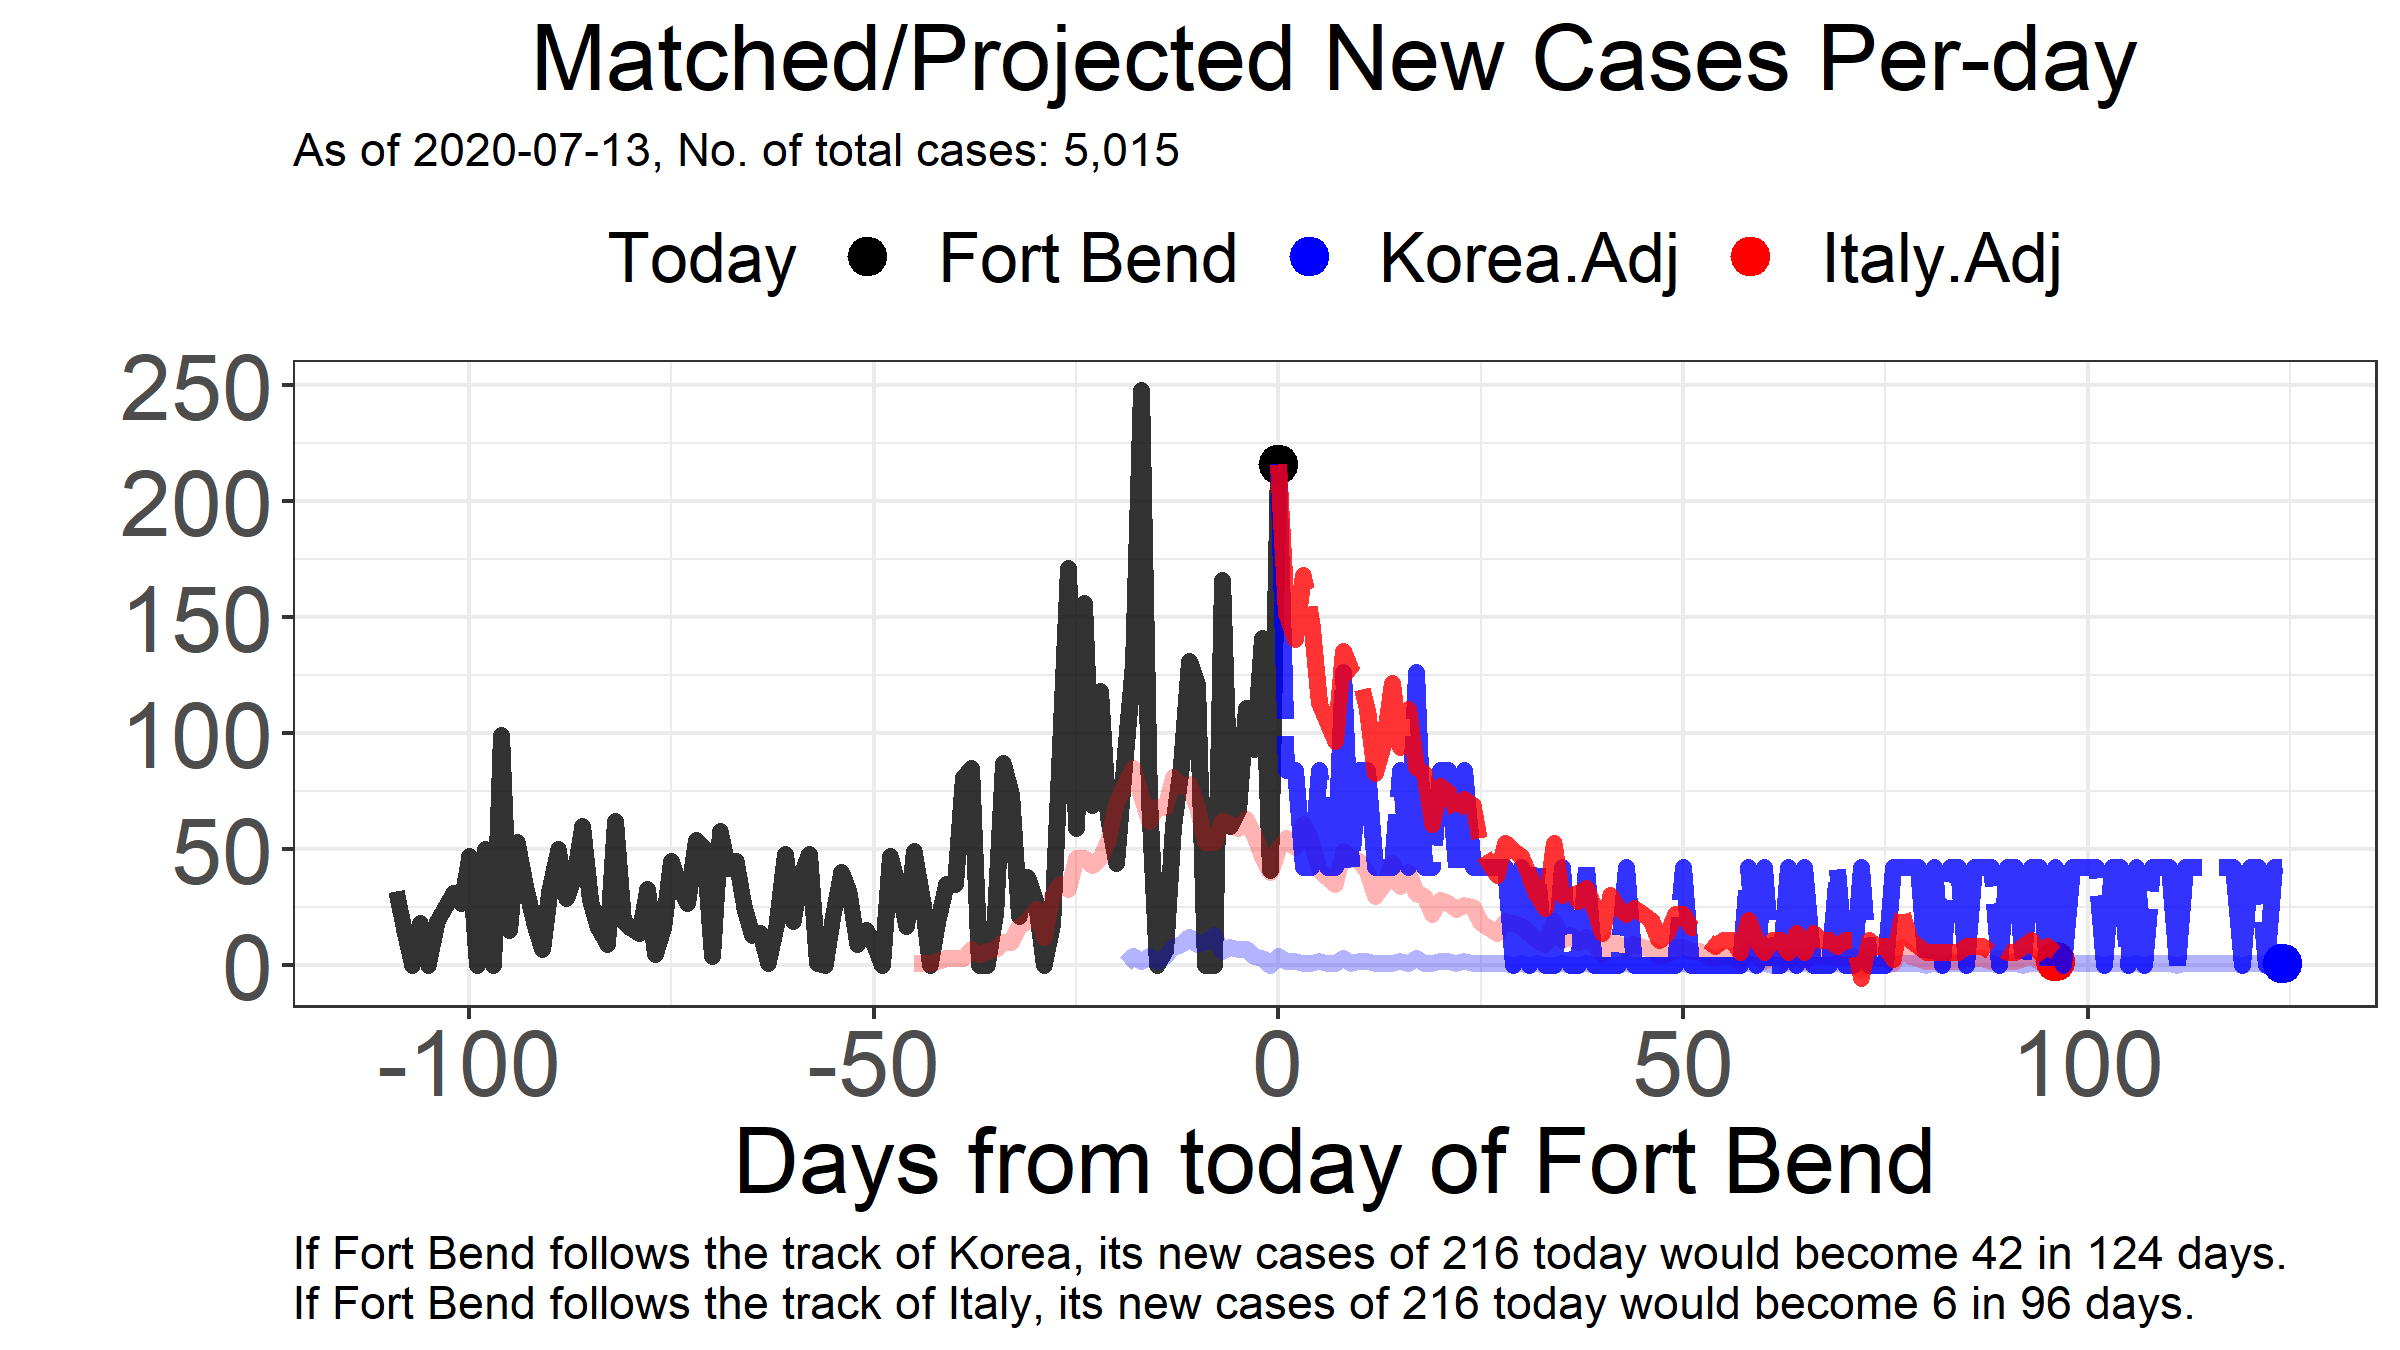 Matched/Projected New Cases Per-day
As of 2020-07-13, No. of total cases: 5,015
Today Fort Bend Korea.Adj Italy.Adj
250
200
150
100
50
0
-100 -50 0 50 100
Days from today of Fort Bend
If Fort Bend follows the track of Korea, its new cases of 216 today would become 42 in 124 days.
If Fort Bend follows the track of Italy, its new cases of 216 today would become 6 in 96 days.